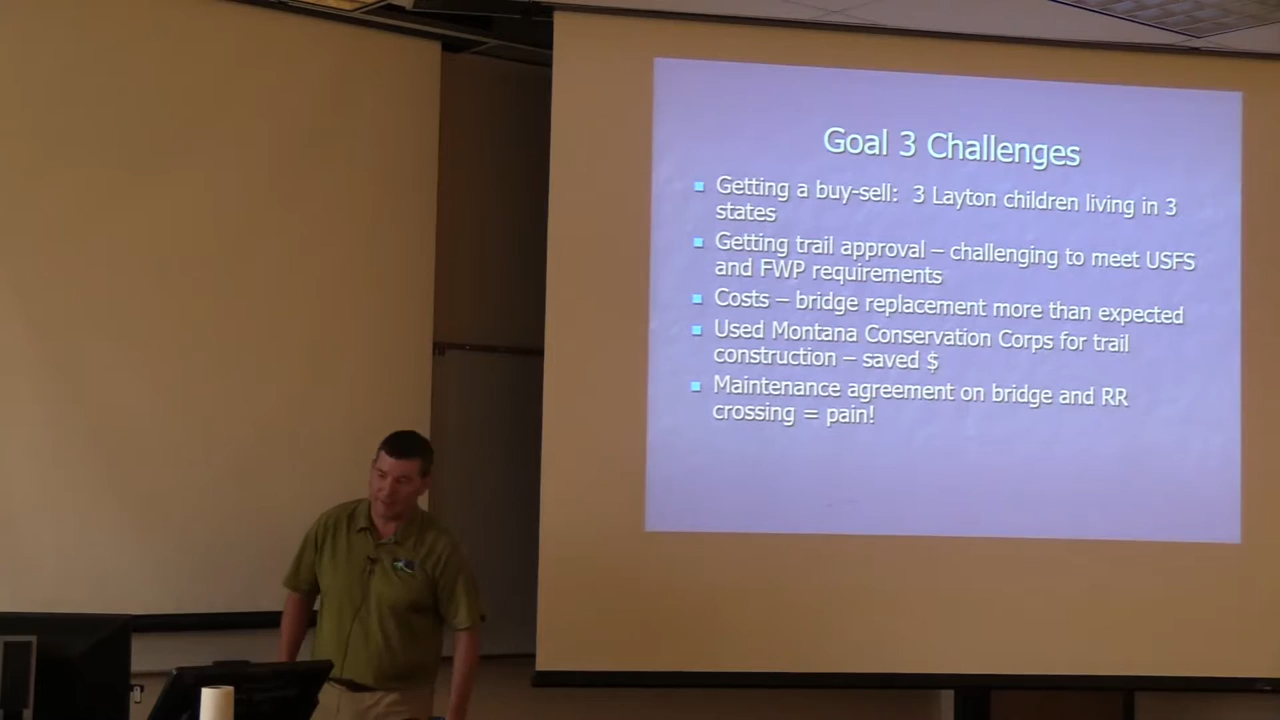 Goal 3 Challenges
Getting a buy-sell: 3 Layton children living in 3
states
Getting trail approval – challenging to meet USFS
and FWP requirements
Costs – bridge replacement more than expected
Used Montana Conservation Corps for trail
construction – saved $
Maintenance agreement on bridge and RR
crossing = pain!